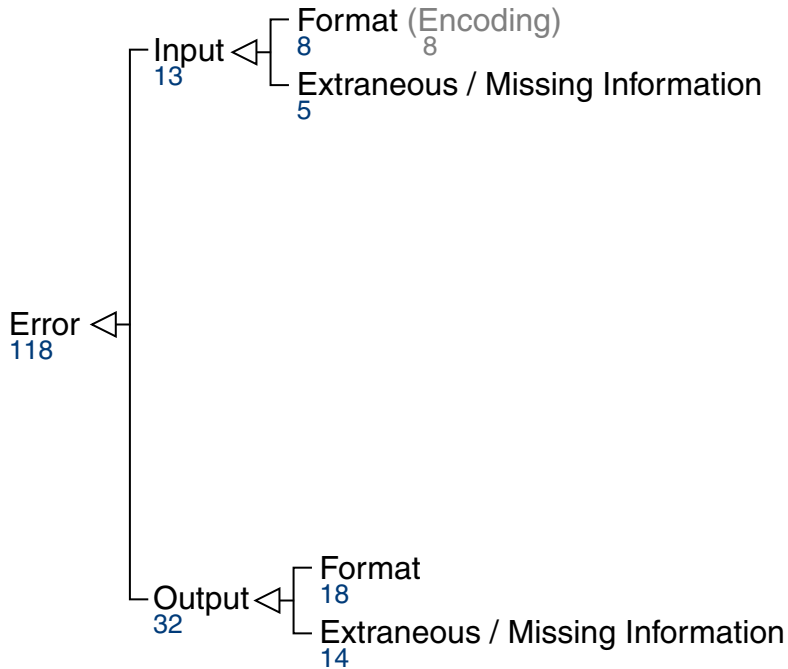 Format (Encoding)
8 8
Input
13
Extraneous / Missing Information
5
Error
118
Format
18
Output
32
Extraneous / Missing Information
14